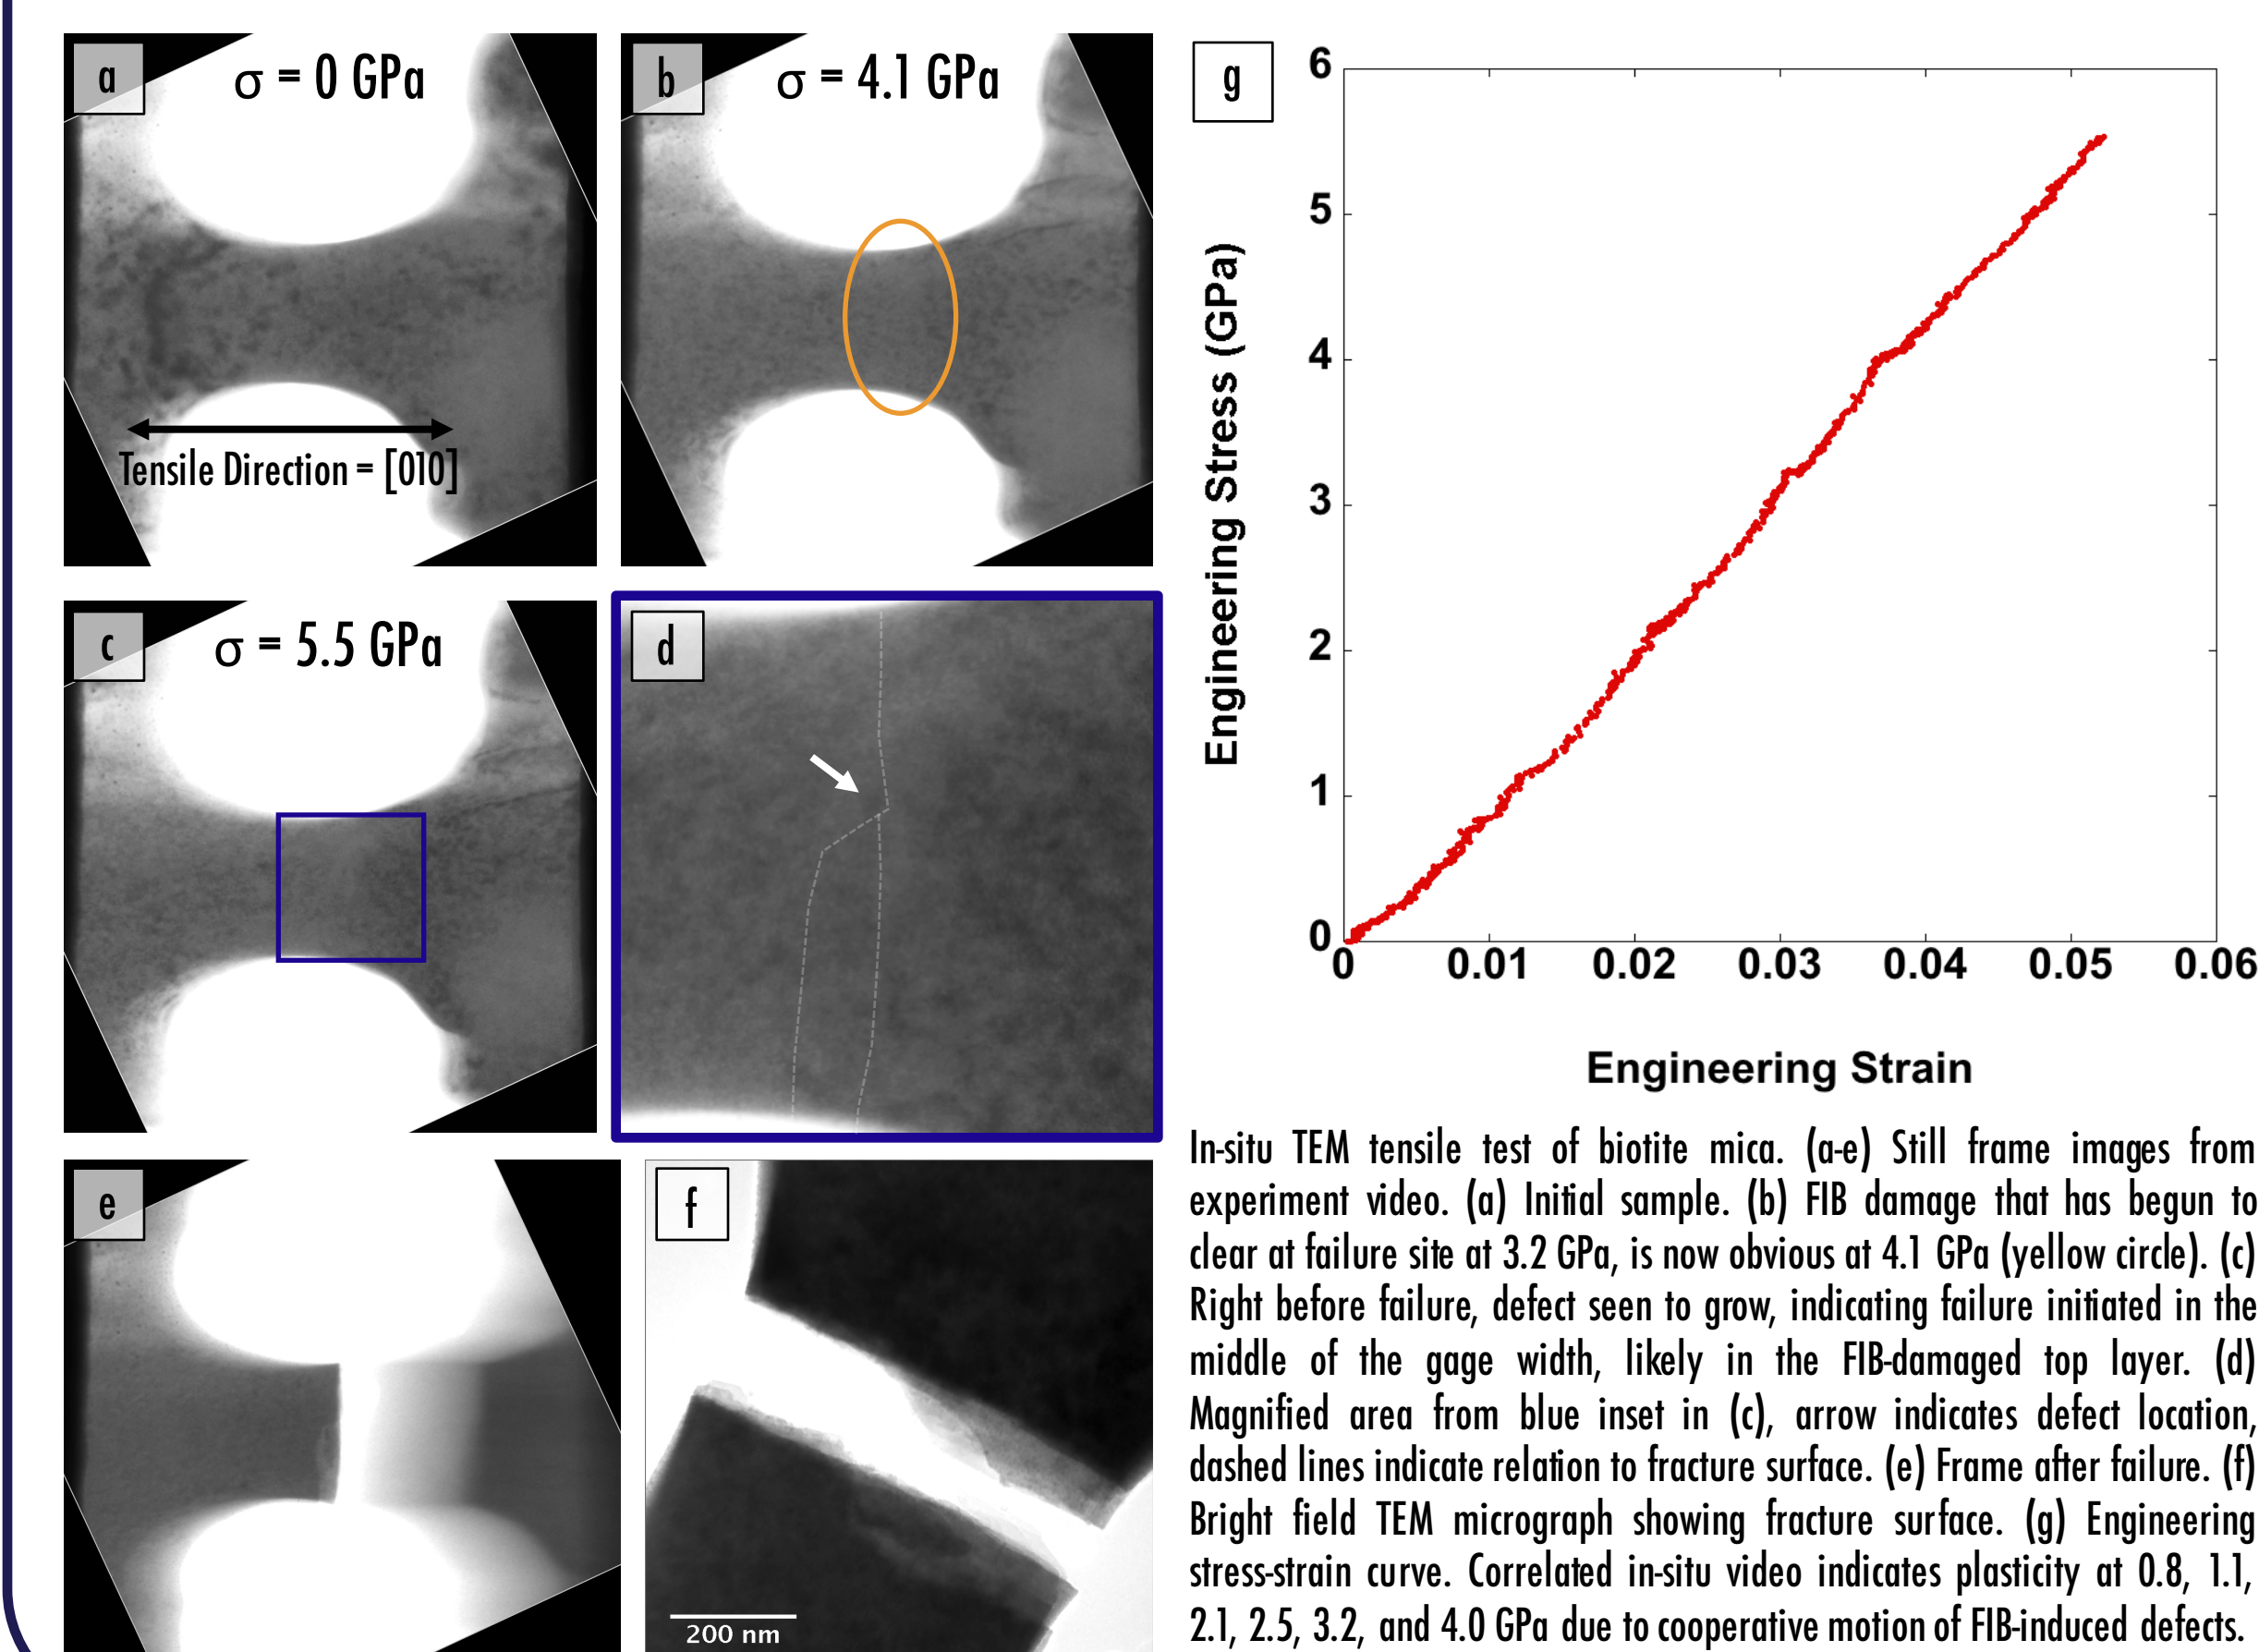 a
σ = 0 GPa
Tensile Direction = [010]
b
σ = 4.1 GPa
c
σ = 5.5 GPa
d
e
f
200 nm
g
6
5
4
3
2
1
0
0 0.01 0.02 0.03 0.04 0.05 0.06
Engineering Stress (GPa)
Engineering Strain
In-situ TEM tensile test of biotite mica. (a-e) Still frame images from
experiment video. (a) Initial sample. (b) FIB damage that has begun to
clear at failure site at 3.2 GPa, is now obvious at 4.1 GPa (yellow circle). (c)
Right before failure, defect seen to grow, indicating failure initiated in the
middle of the gage width, likely in the FIB-damaged top layer. (d)
Magnified area from blue inset in (c), arrow indicates defect location,
dashed lines indicate relation to fracture surface. (e) Frame after failure. (f)
Bright field TEM micrograph showing fracture surface. (g) Engineering
stress-strain curve. Correlated in-situ video indicates plasticity at 0.8, 1.1,
2.1, 2.5, 3.2, and 4.0 GPa due to cooperative motion of FIB-induced defects.